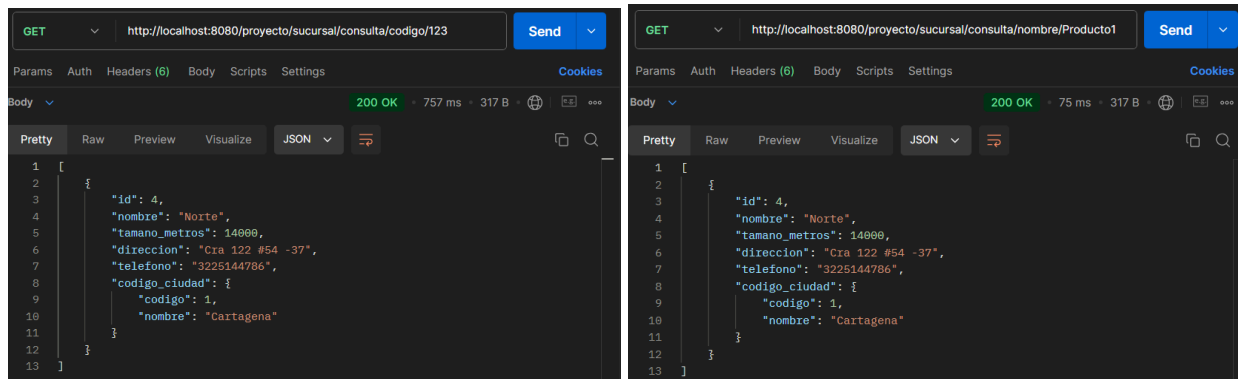 GET http://localhost:8080/proyecto/sucursal/consulta/codigo/123 Send
Params Auth Headers (6) Body Scripts Settings Cookies
Body 200 OK • 757 ms • 317 B e.g.
Pretty Raw Preview Visualize JSON
1 [
2 {
3 "id": 4,
4 "nombre": "Norte",
5 "tamano_metros": 14000,
6 "direccion": "Cra 122 #54 -37",
7 "telefono": "3225144786",
8 "codigo_ciudad": {
9 "codigo": 1,
10 "nombre": "Cartagena"
11 }
12 }
13 ]
GET http://localhost:8080/proyecto/sucursal/consulta/nombre/Producto1 Send
Params Auth Headers (6) Body Scripts Settings Cookies
Body 200 OK • 75 ms • 317 B e.g.
Pretty Raw Preview Visualize JSON
1 [
2 {
3 "id": 4,
4 "nombre": "Norte",
5 "tamano_metros": 14000,
6 "direccion": "Cra 122 #54 -37",
7 "telefono": "3225144786",
8 "codigo_ciudad": {
9 "codigo": 1,
10 "nombre": "Cartagena"
11 }
12 }
13 ]